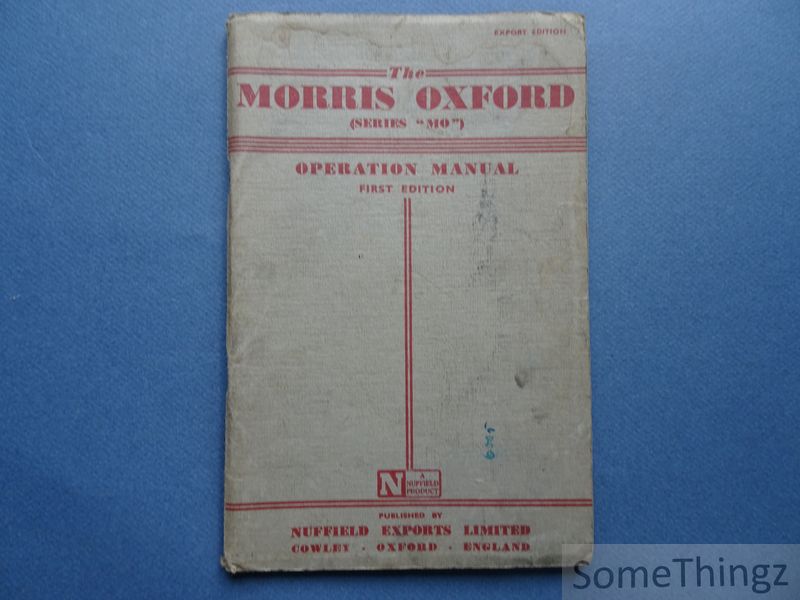 EXPORT EDITION
The
MORRIS OXFORD
(SERIES "MO")
OPERATION MANUAL
FIRST EDITION
N
A
NUFFIELD
PRODUCT
PUBLISHED BY
NUFFIELD EXPORTS LIMITED
COWLEY · OXFORD · ENGLAND
SomeThingz